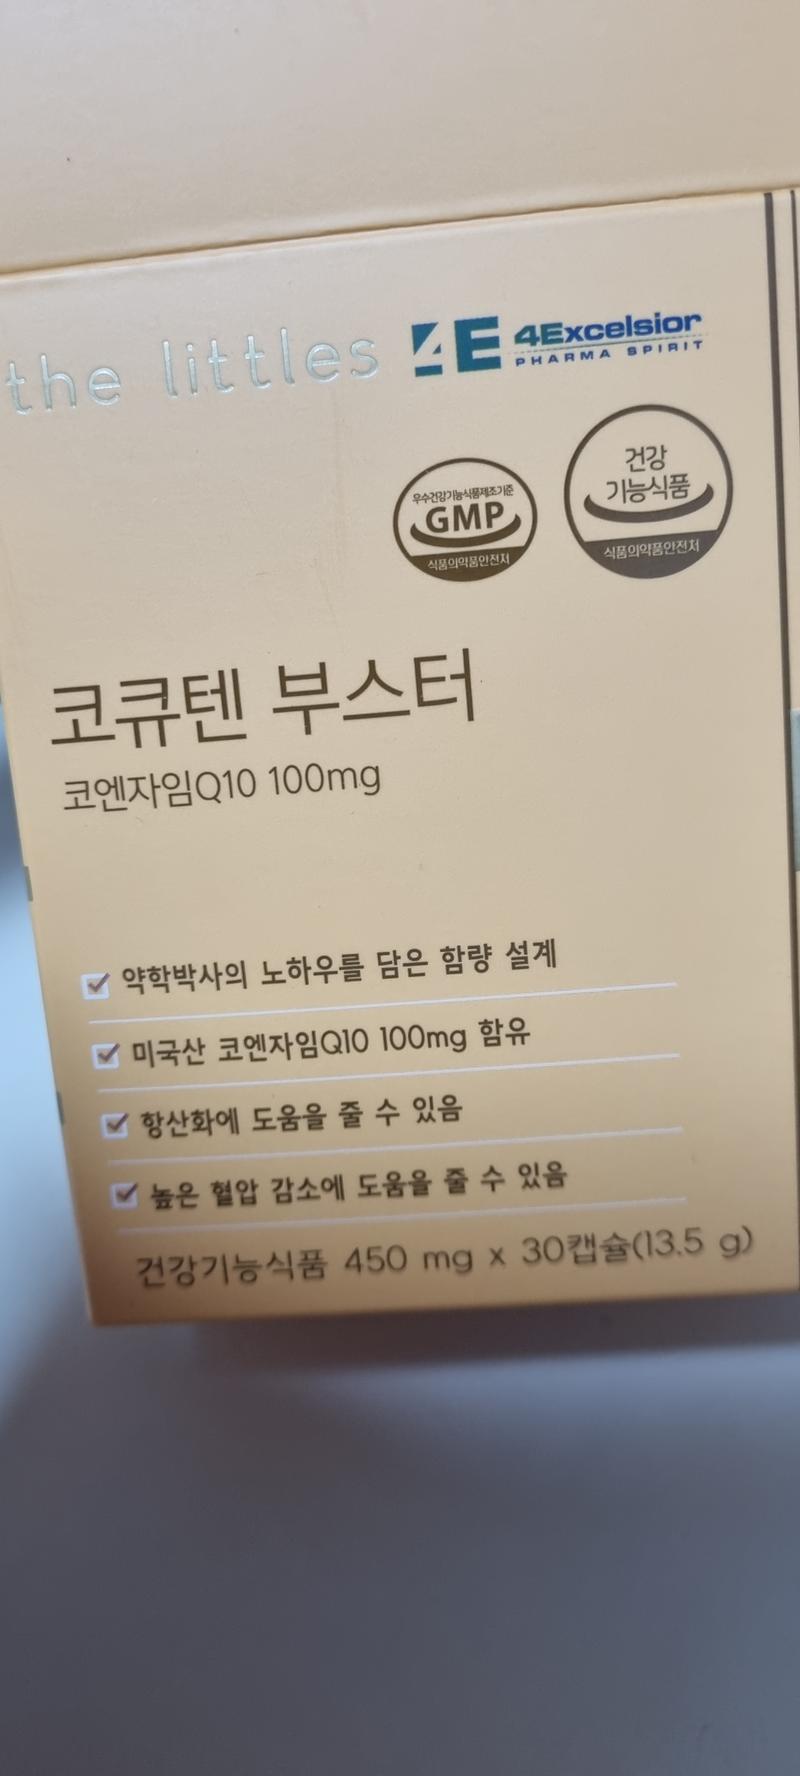 the littles
4E 4Excelsior
PHARMA SPIRIT
우수건강기능식품제조기준
GMP
식품의약품안전처
건강
기능식품
식품의약품안전처
코큐텐 부스터
코엔자임Q10 100mg
약학박사의 노하우를 담은 함량 설계
미국산 코엔자임Q10 100mg 함유
항산화에 도움을 줄 수 있음
높은 혈압 감소에 도움을 줄 수 있음
건강기능식품 450 mg x 30캡슐(13.5 g)